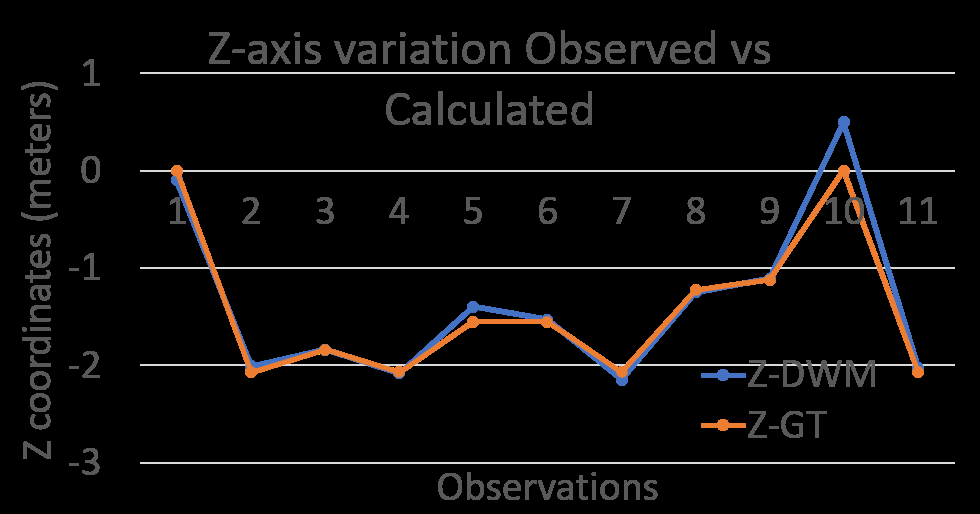 Z-axis variation Observed vs
Calculated
Z coordinates (meters)
1
0
-1
-2
-3
1 2 3 4 5 6 7 8 9 10 11
Z-DWM
Z-GT
Observations